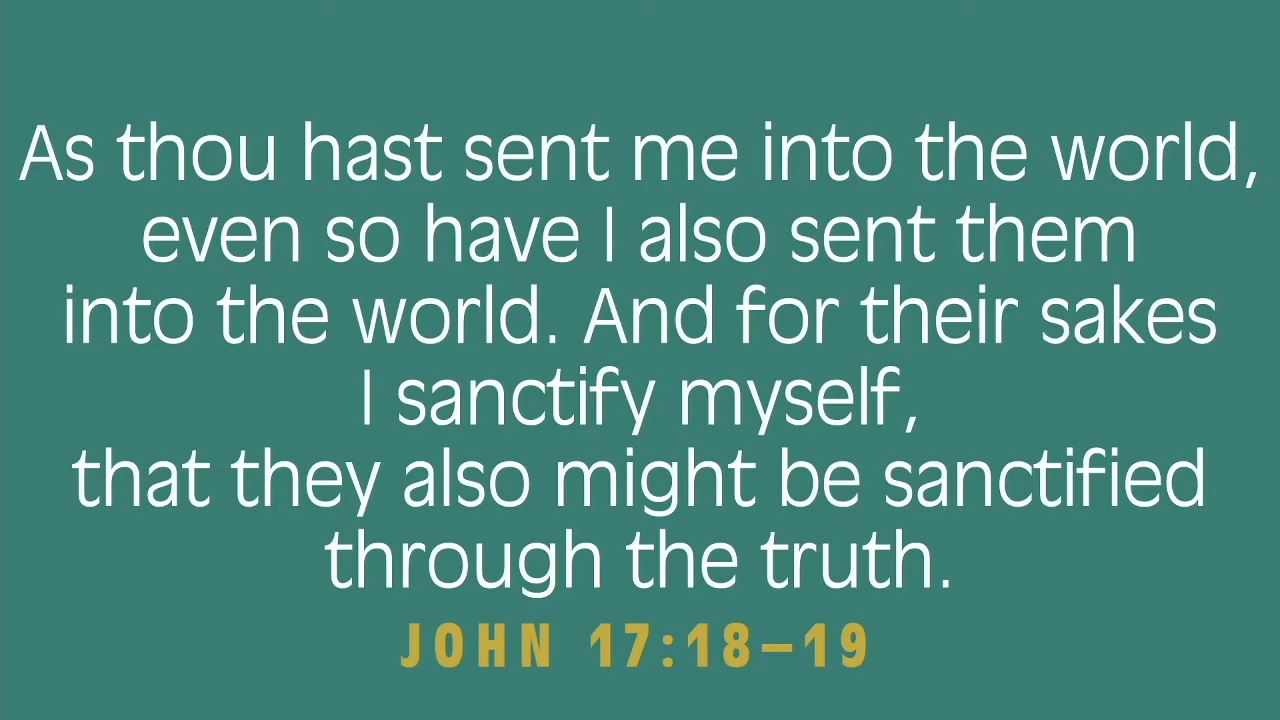 As thou hast sent me into the world,
even so have I also sent them
into the world. And for their sakes
I sanctify myself,
that they also might be sanctified
through the truth.
JOHN 17:18–19